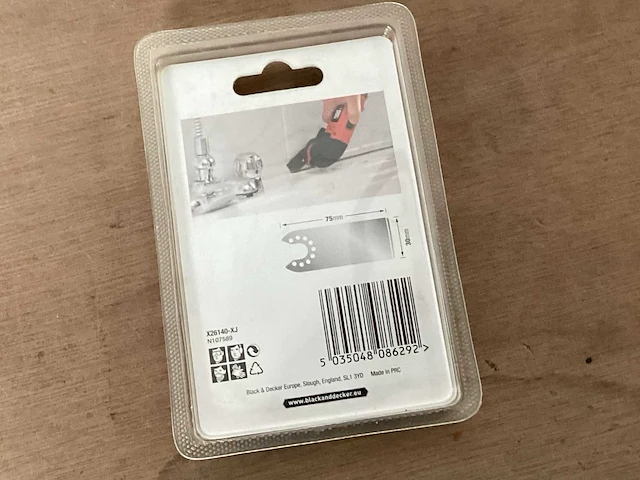 75mm
30mm
X26140-XJ
N107589
5 035048 086292 >
Black & Decker Europe, Slough, England, SL1 3YD Made in PRC
www.blackanddecker.eu